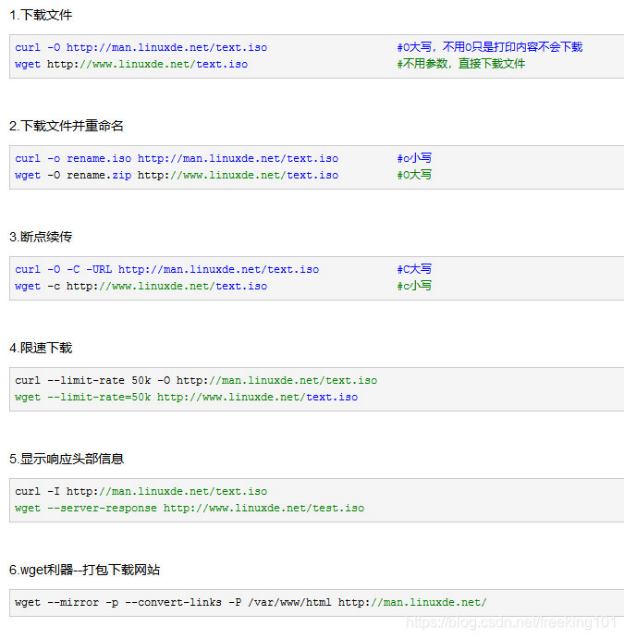 1.下载文件
curl -O http://man.linuxde.net/text.iso #O大写，不用O只是打印内容不会下载
wget http://www.linuxde.net/text.iso #不用参数，直接下载文件
2.下载文件并重命名
curl -o rename.iso http://man.linuxde.net/text.iso #o小写
wget -O rename.zip http://www.linuxde.net/text.iso #O大写
3.断点续传
curl -O -C -URL http://man.linuxde.net/text.iso #C大写
wget -c http://www.linuxde.net/text.iso #c小写
4.限速下载
curl --limit-rate 50k -O http://man.linuxde.net/text.iso
wget --limit-rate=50k http://www.linuxde.net/text.iso
5.显示响应头部信息
curl -I http://man.linuxde.net/text.iso
wget --server-response http://www.linuxde.net/test.iso
6.wget利器--打包下载网站
wget --mirror -p --convert-links -P /var/www/html http://man.linuxde.net/
https://blog.csdn.net/freeking101